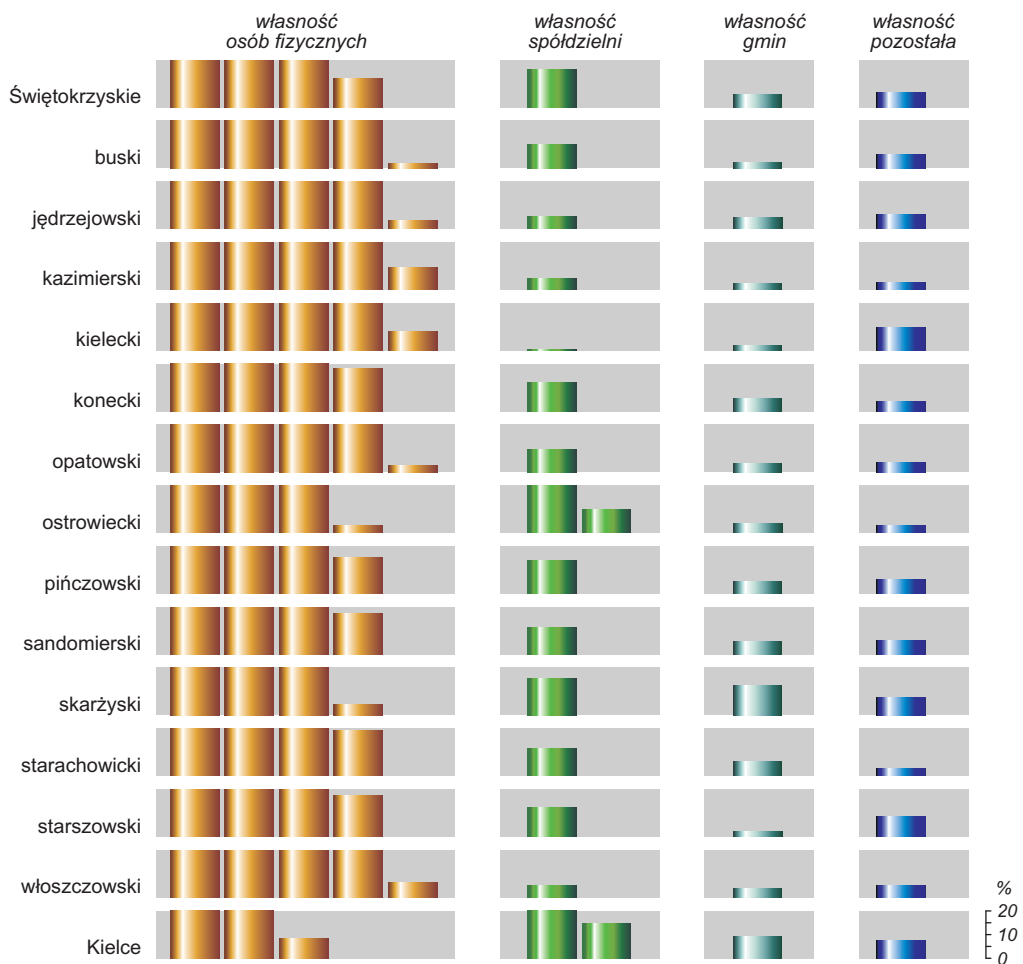 własność
osób fizycznych
własność
spółdzielni
własność
gmin
własność
pozostała
Świętokrzyskie
buski
jędrzejowski
kazimierski
kielecki
konecki
opatowski
ostrowiecki
pińczowski
sandomierski
skarżyski
starachowicki
starszowski
włoszczowski
Kielce
%
20
10
0